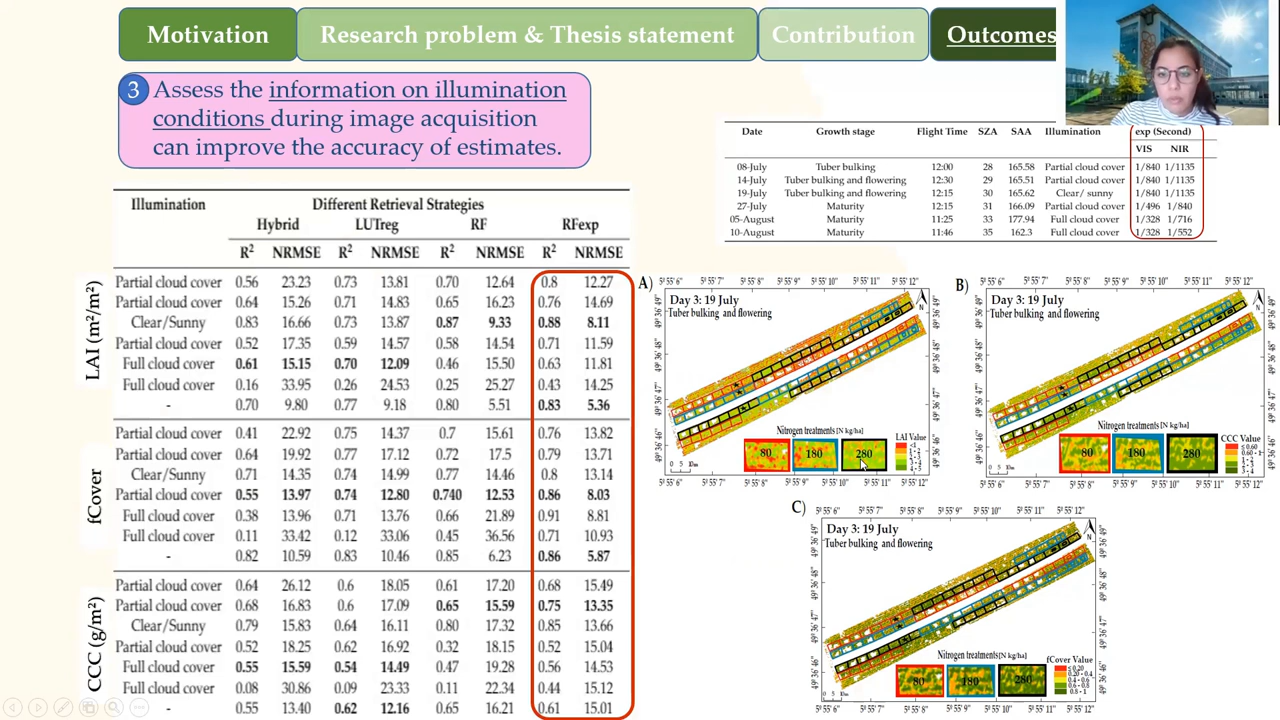 Motivation
Research problem & Thesis statement
Contribution
Outcomes
3 Assess the information on illumination
conditions during image acquisition
can improve the accuracy of estimates.
Date Growth stage Flight Time SZA SAA Illumination exp (Second)
VIS NIR
08-July Tuber bulking 12:00 28 165.58 Partial cloud cover 1/840 1/1135
14-July Tuber bulking and flowering 12:30 29 165.51 Partial cloud cover 1/840 1/1135
19-July Tuber bulking and flowering 12:15 30 165.62 Clear/ sunny 1/840 1/1135
27-July Maturity 12:15 31 166.09 Partial cloud cover 1/496 1/840
05-August Maturity 11:25 33 177.94 Full cloud cover 1/328 1/716
10-August Maturity 11:46 35 162.3 Full cloud cover 1/328 1/552
Illumination Different Retrieval Strategies
Hybrid LUTreg RF RFexp
R² NRMSE R² NRMSE R² NRMSE R² NRMSE
LAI (m²/m²)
Partial cloud cover 0.56 23.23 0.73 13.81 0.70 12.64 0.8 12.27
Partial cloud cover 0.64 15.26 0.71 14.83 0.65 16.23 0.76 14.69
Clear/Sunny 0.83 16.66 0.73 13.87 0.87 9.33 0.88 8.11
Partial cloud cover 0.52 17.35 0.59 14.57 0.58 14.54 0.71 11.59
Full cloud cover 0.61 15.15 0.70 12.09 0.46 15.50 0.63 11.81
Full cloud cover 0.16 33.95 0.26 24.53 0.25 25.27 0.43 14.25
- 0.70 9.80 0.77 9.18 0.80 5.51 0.83 5.36
fCover
Partial cloud cover 0.41 22.92 0.75 14.37 0.7 15.61 0.76 13.82
Partial cloud cover 0.64 19.92 0.77 17.12 0.72 17.5 0.79 13.71
Clear/Sunny 0.71 14.35 0.74 14.99 0.77 14.46 0.8 13.14
Partial cloud cover 0.55 13.97 0.74 12.80 0.740 12.53 0.86 8.03
Full cloud cover 0.38 13.96 0.71 13.76 0.66 21.89 0.91 8.81
Full cloud cover 0.11 33.42 0.12 33.06 0.45 36.56 0.71 10.93
- 0.82 10.59 0.83 10.46 0.85 6.23 0.86 5.87
CCC (g/m²)
Partial cloud cover 0.64 26.12 0.6 18.05 0.61 17.20 0.68 15.49
Partial cloud cover 0.68 16.83 0.6 17.09 0.65 15.59 0.75 13.35
Clear/Sunny 0.79 15.83 0.64 16.11 0.80 17.32 0.85 13.66
Partial cloud cover 0.52 18.25 0.62 16.92 0.32 18.15 0.52 15.04
Full cloud cover 0.55 15.59 0.54 14.49 0.47 19.28 0.56 14.53
Full cloud cover 0.08 30.86 0.09 23.33 0.11 22.34 0.44 15.12
- 0.55 13.40 0.62 12.16 0.65 16.21 0.61 15.01
A)
Day 3: 19 July
Tuber bulking and flowering
Nitrogen treatments [N kg/ha]
80 180 280
LAI Value
B)
Day 3: 19 July
Tuber bulking and flowering
Nitrogen treatments [N kg/ha]
80 180 280
CCC Value
C)
Day 3: 19 July
Tuber bulking and flowering
Nitrogen treatments [N kg/ha]
80 180 280
fCover Value